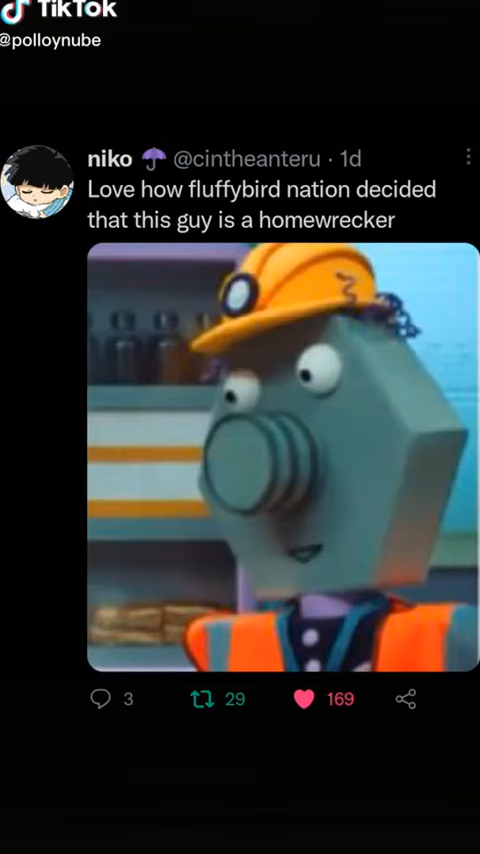 TikTok
@polloynube
niko ☂ @cintheanteru · 1d
Love how fluffybird nation decided
that this guy is a homewrecker
3 29 169